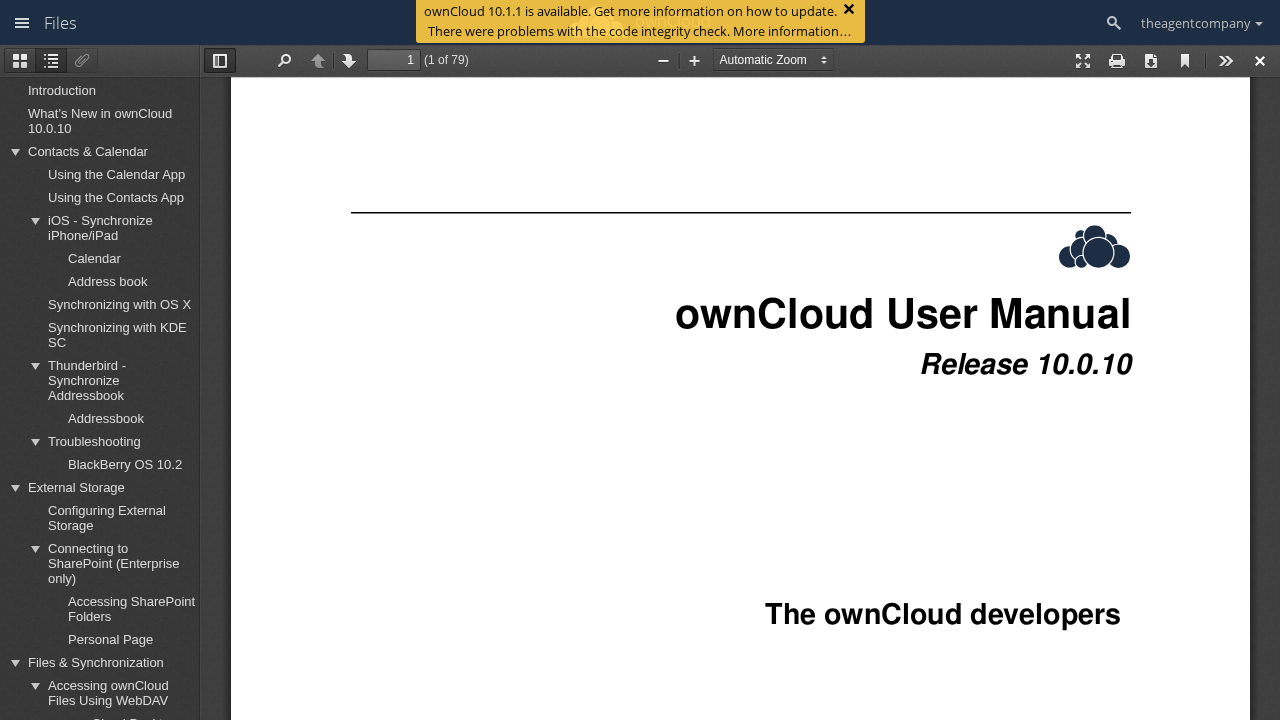 Files
ownCloud 10.1.1 is available. Get more information on how to update.
There were problems with the code integrity check. More information…
theagentcompany
1
(1 of 79)
Automatic Zoom
Introduction
What's New in ownCloud
10.0.10
Contacts & Calendar
Using the Calendar App
Using the Contacts App
iOS - Synchronize
iPhone/iPad
Calendar
Address book
Synchronizing with OS X
Synchronizing with KDE
SC
Thunderbird -
Synchronize
Addressbook
Addressbook
Troubleshooting
BlackBerry OS 10.2
External Storage
Configuring External
Storage
Connecting to
SharePoint (Enterprise
only)
Accessing SharePoint
Folders
Personal Page
Files & Synchronization
Accessing ownCloud
Files Using WebDAV
ownCloud User Manual
Release 10.0.10
The ownCloud developers